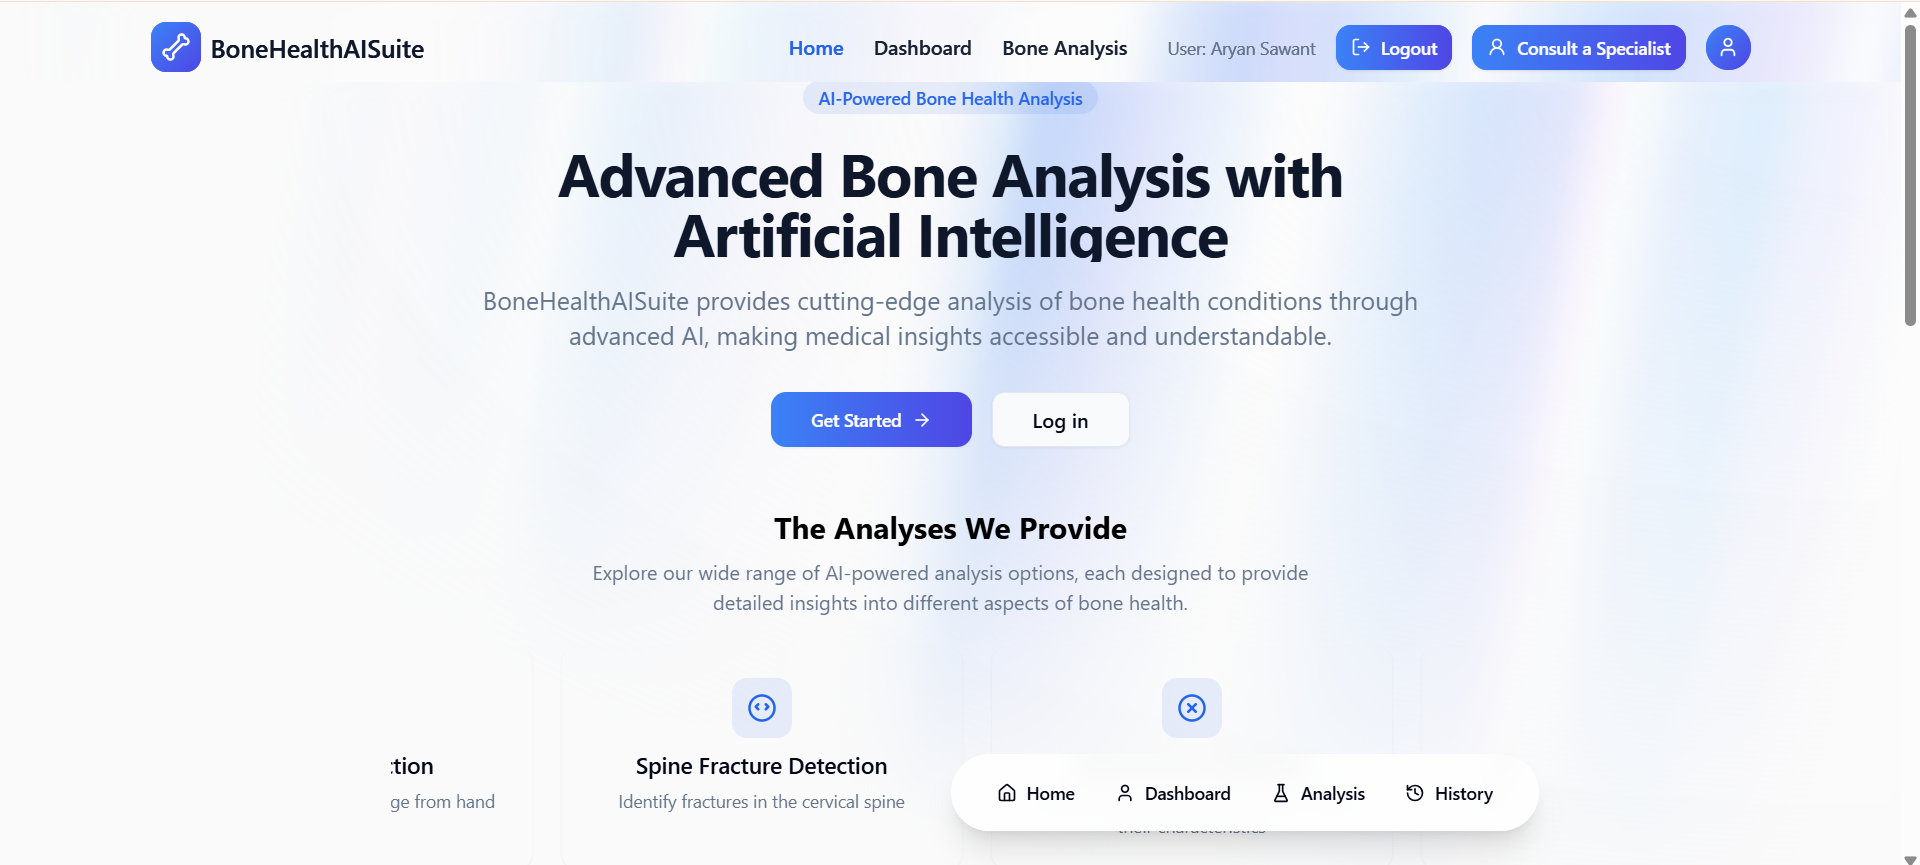 BoneHealthAISuite
Home
Dashboard
Bone Analysis
User: Aryan Sawant
Logout
Consult a Specialist
AI-Powered Bone Health Analysis
Advanced Bone Analysis with
Artificial Intelligence
BoneHealthAISuite provides cutting-edge analysis of bone health conditions through
advanced AI, making medical insights accessible and understandable.
Get Started
Log in
The Analyses We Provide
Explore our wide range of AI-powered analysis options, each designed to provide
detailed insights into different aspects of bone health.
tion
ge from hand
Spine Fracture Detection
Identify fractures in the cervical spine
their characteristics
Home
Dashboard
Analysis
History